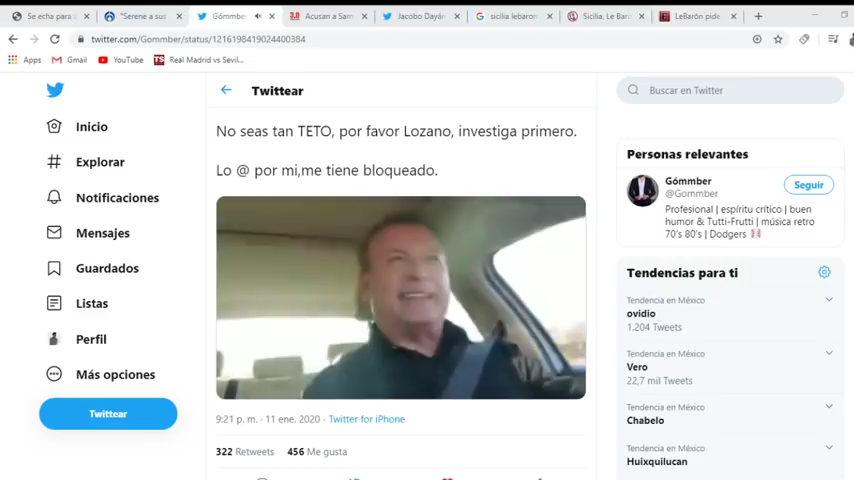 Se echa para
"Serene a sus
Gómmber
Acusan a Sam
Jacobo Dayán
sicilia lebaron
Sicilia, Le Bar
LeBarón pide
twitter.com/Gommber/status/1216198419024400384
Apps
Gmail
YouTube
Real Madrid vs Sevil...
Inicio
Explorar
Notificaciones
Mensajes
Guardados
Listas
Perfil
Más opciones
Twittear
Twittear
No seas tan TETO, por favor Lozano, investiga primero.
Lo @ por mi,me tiene bloqueado.
9:21 p. m. · 11 ene. 2020 · Twitter for iPhone
322 Retweets 456 Me gusta
Buscar en Twitter
Personas relevantes
Gómmber
@Gommber
Seguir
Profesional | espíritu crítico | buen
humor & Tutti-Frutti | música retro
70's 80's | Dodgers
Tendencias para ti
Tendencia en México
ovidio
1.204 Tweets
Tendencia en México
Vero
22,7 mil Tweets
Tendencia en México
Chabelo
Tendencia en México
Huixquilucan